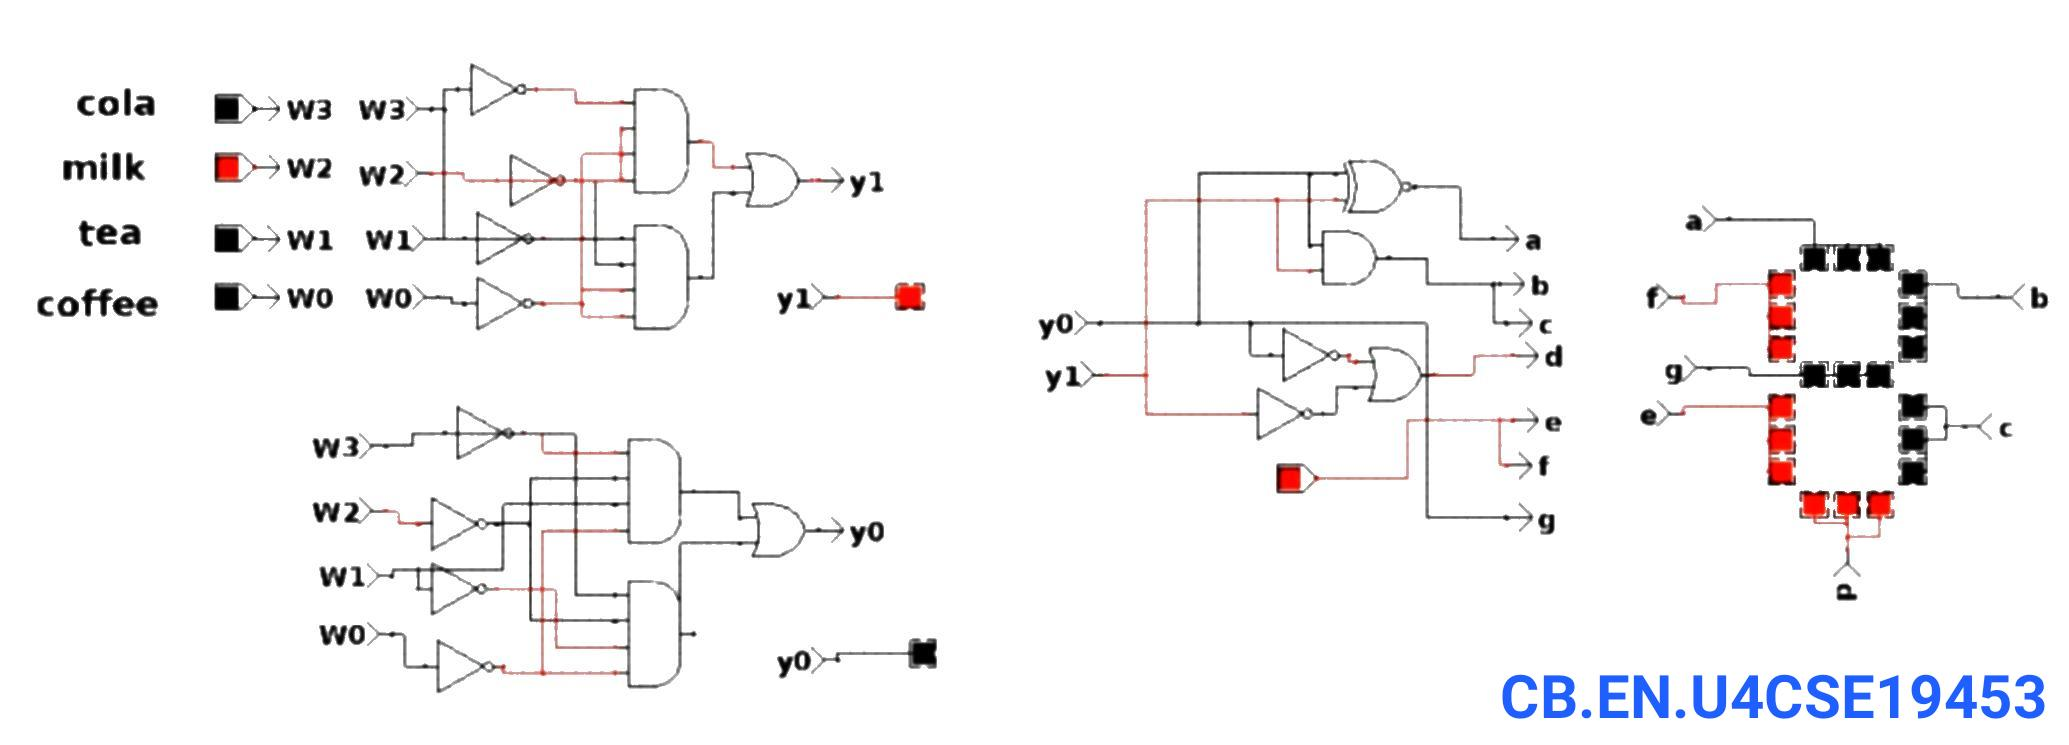 cola W3 W3
milk W2 W2
tea W1 W1
coffee W0 W0
y1
y1
W3
W2
W1
W0
y0
y0
y0
y1
a
b
c
d
e
f
g
a
f
b
g
e
c
d
CB.EN.U4CSE19453